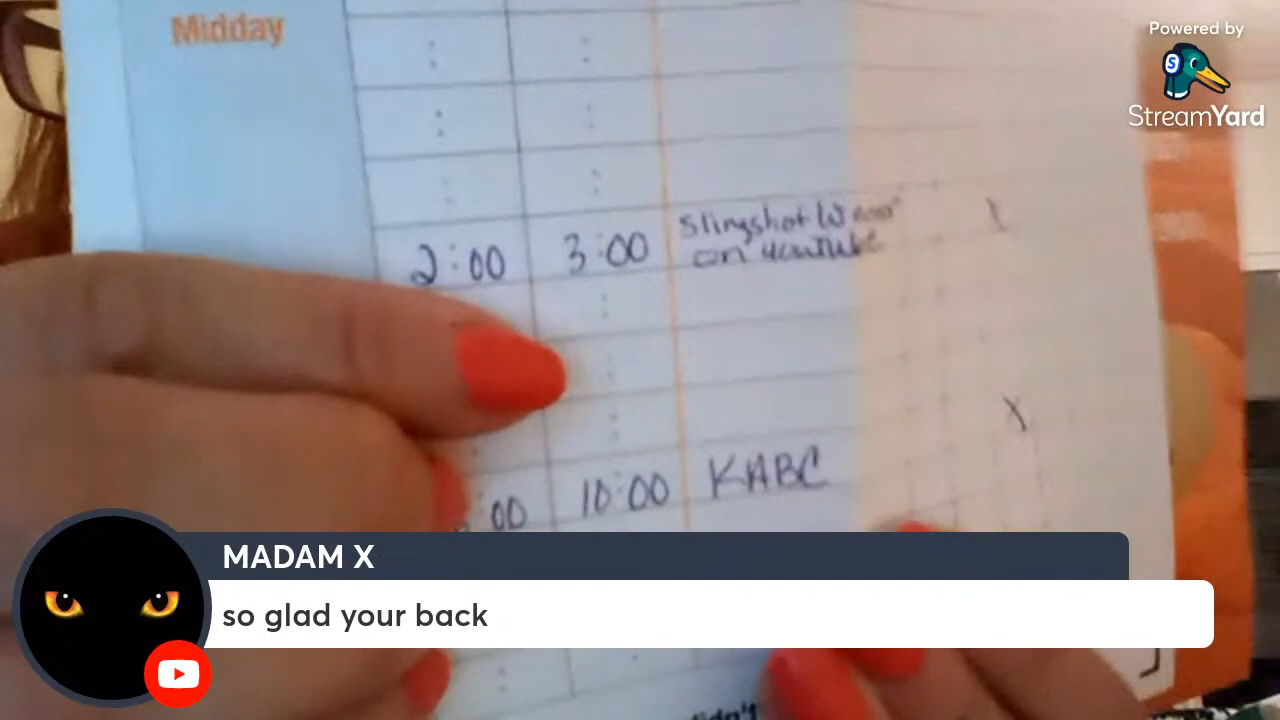 Midday
Powered by
StreamYard
2:00 3:00 Slingshot
on YouTube
:00 10:00 KABC
MADAM X
so glad your back